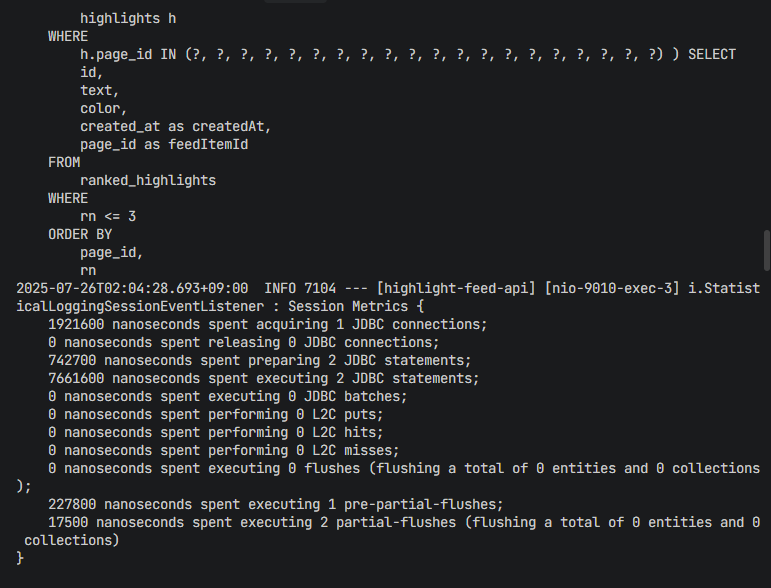 highlights h
WHERE
h.page_id IN (?, ?, ?, ?, ?, ?, ?, ?, ?, ?, ?, ?, ?, ?, ?, ?, ?, ?, ?, ?) ) SELECT
id,
text,
color,
created_at as createdAt,
page_id as feedItemId
FROM
ranked_highlights
WHERE
rn <= 3
ORDER BY
page_id,
rn
2025-07-26T02:04:28.693+09:00  INFO 7104 --- [highlight-feed-api] [nio-9010-exec-3] i.Statist
icalLoggingSessionEventListener : Session Metrics {
1921600 nanoseconds spent acquiring 1 JDBC connections;
0 nanoseconds spent releasing 0 JDBC connections;
742700 nanoseconds spent preparing 2 JDBC statements;
7661600 nanoseconds spent executing 2 JDBC statements;
0 nanoseconds spent executing 0 JDBC batches;
0 nanoseconds spent performing 0 L2C puts;
0 nanoseconds spent performing 0 L2C hits;
0 nanoseconds spent performing 0 L2C misses;
0 nanoseconds spent executing 0 flushes (flushing a total of 0 entities and 0 collections
);
227800 nanoseconds spent executing 1 pre-partial-flushes;
17500 nanoseconds spent executing 2 partial-flushes (flushing a total of 0 entities and 0
collections)
}